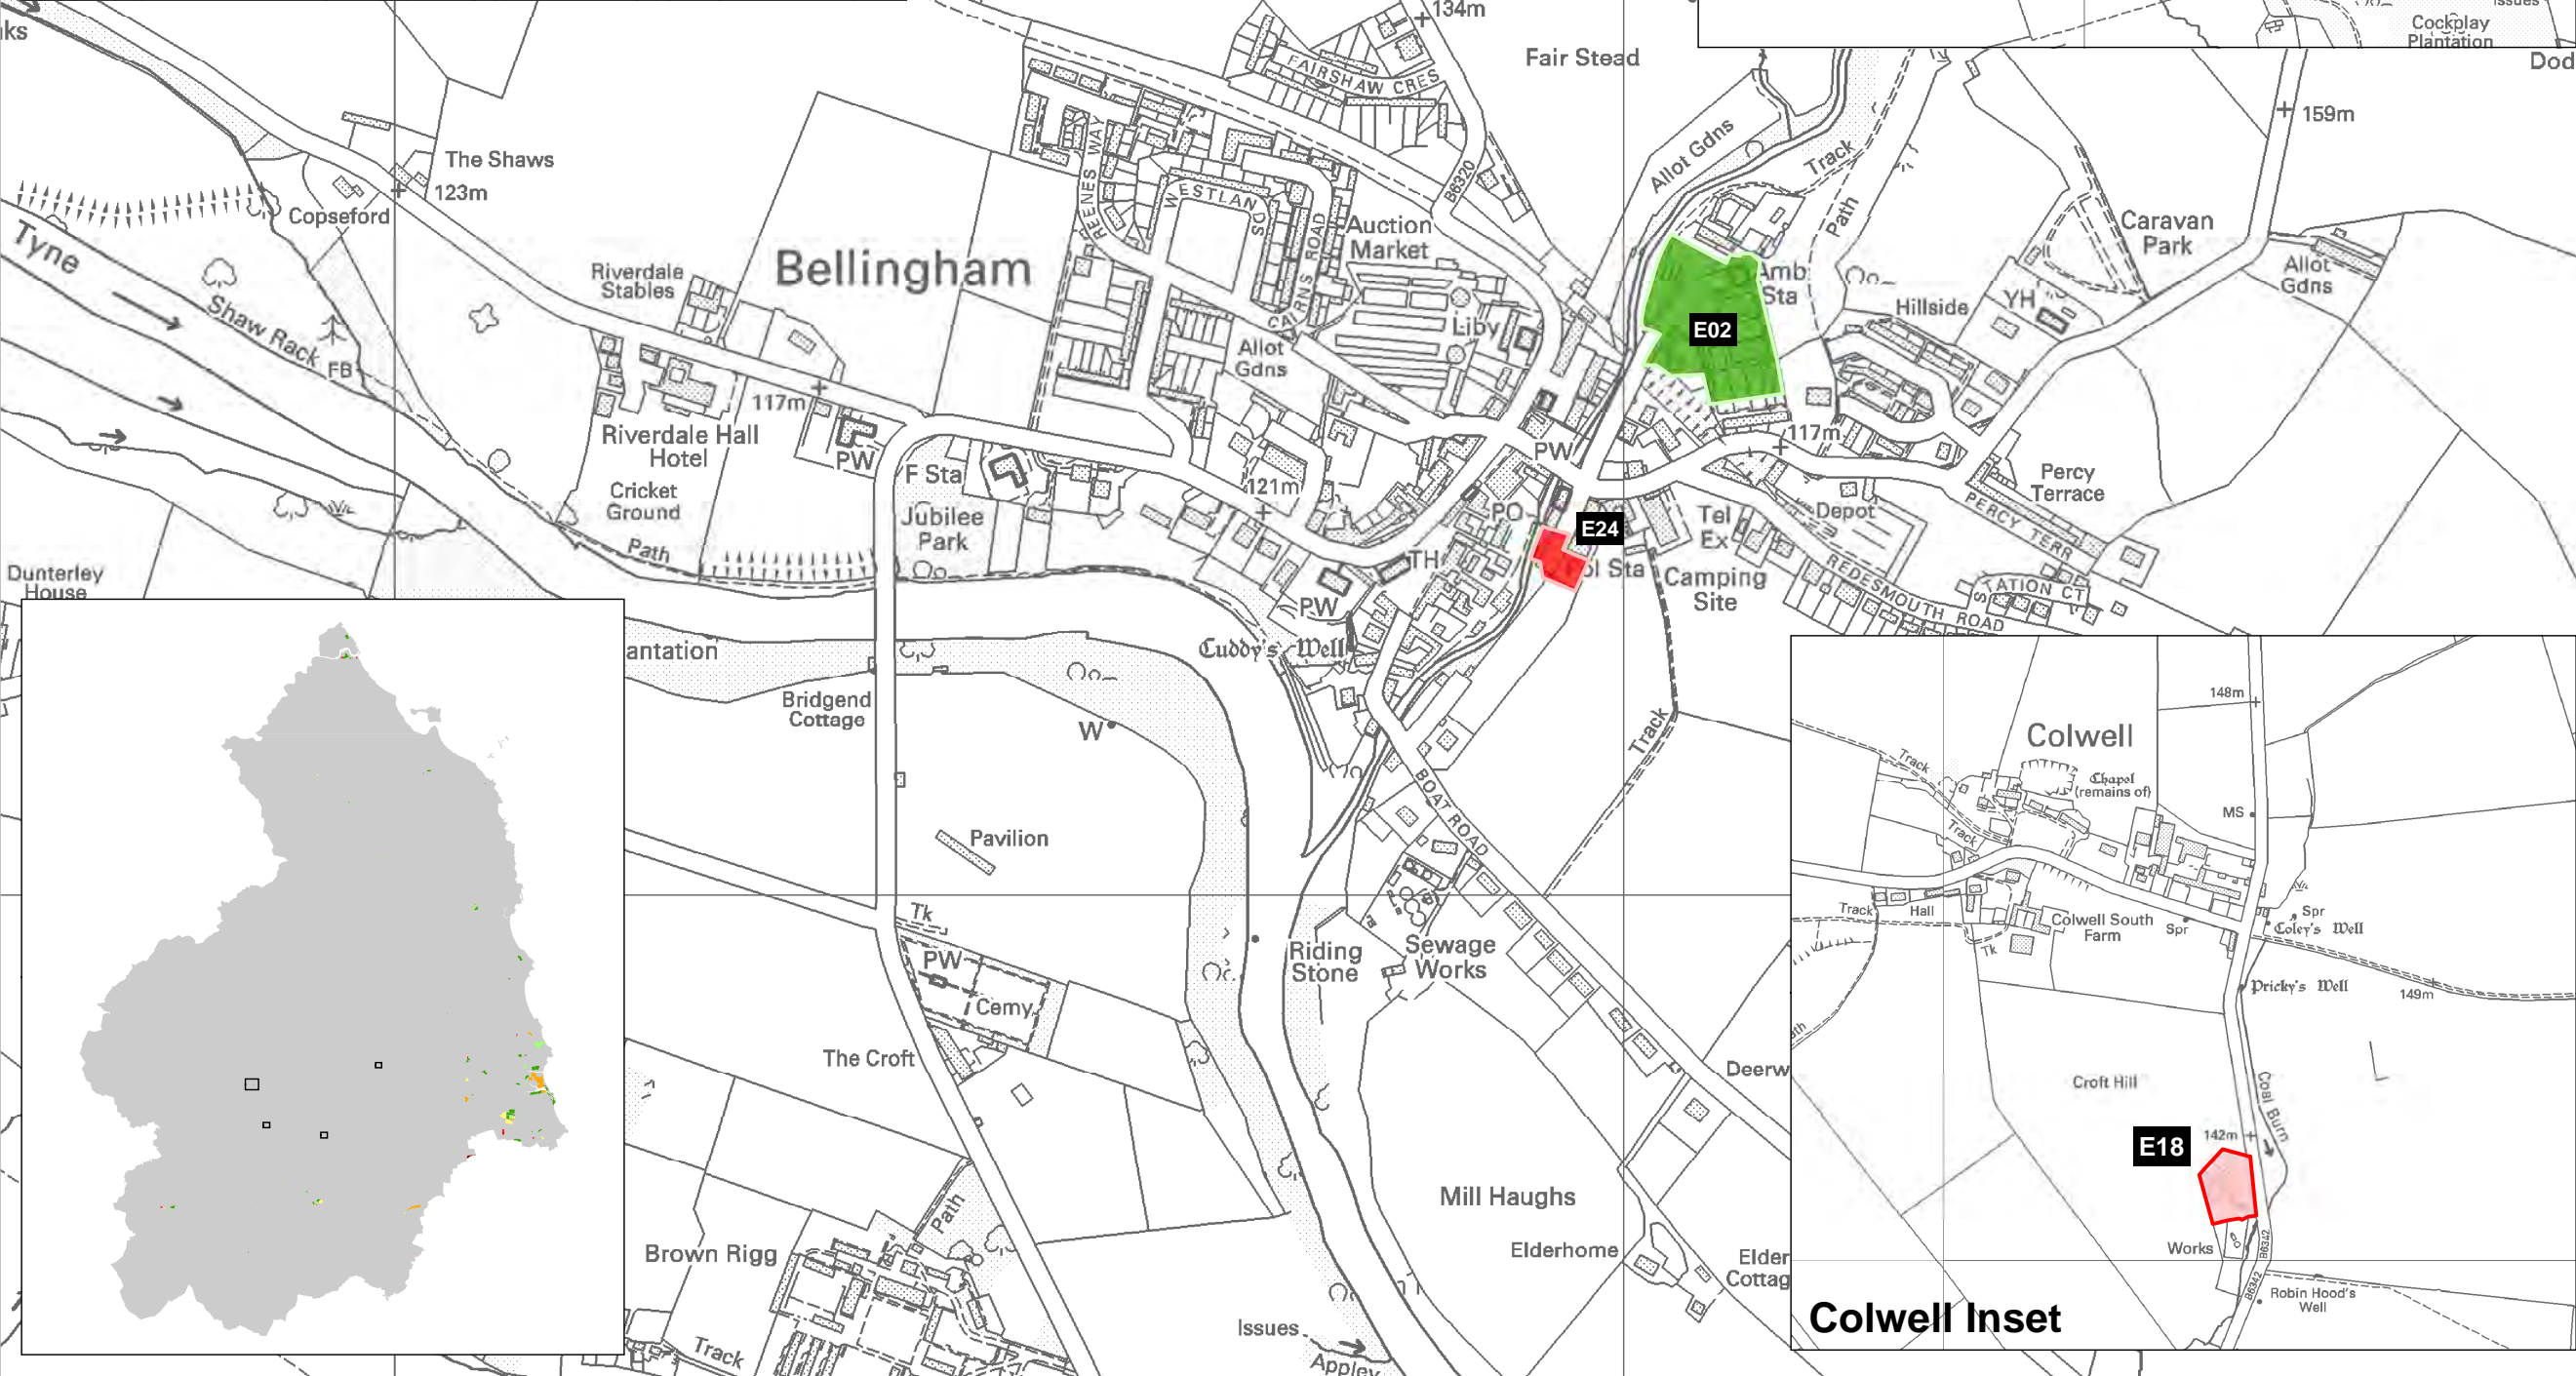 134m
Fair Stead
Cockplay
Plantation
FAIRSHAW CRES
159m
Allot Gdns
Track
B6320
The Shaws
123m
Copseford
REENES WAY
WESTLANDS
CAIRNS ROAD
Auction
Market
Path
Caravan
Park
Allot
Gdns
Tyne
Shaw Rack
FB
Riverdale
Stables
Bellingham
Amb
Sta
Hillside
YH
E02
Liby
Allot
Gdns
117m
Riverdale Hall
Hotel
PW
F Sta
PW
117m
Percy
Terrace
PERCY TERR
Cricket
Ground
Jubilee
Park
121m
PO
E24
Tel
Ex
Depot
Path
TH
Camping
Site
REDESMOUTH ROAD
STATION CT
Dunterley
House
PW
Cuddy's Well
Bridgend
Cottage
W
Track
BOAT ROAD
Pavilion
Tk
PW
Cemy
Riding
Stone
Sewage
Works
The Croft
Mill Haughs
Elderhome
Brown Rigg
Path
Track
Issues
148m
Colwell
Track
Chapel
(remains of)
MS
Track
Track
Hall
Colwell South
Farm
Spr
Spr
Coley's Well
Tk
Pricky's Well
149m
Croft Hill
Coal Burn
142m
E18
Works
B6342
B6342
Robin Hood's
Well
Colwell Inset